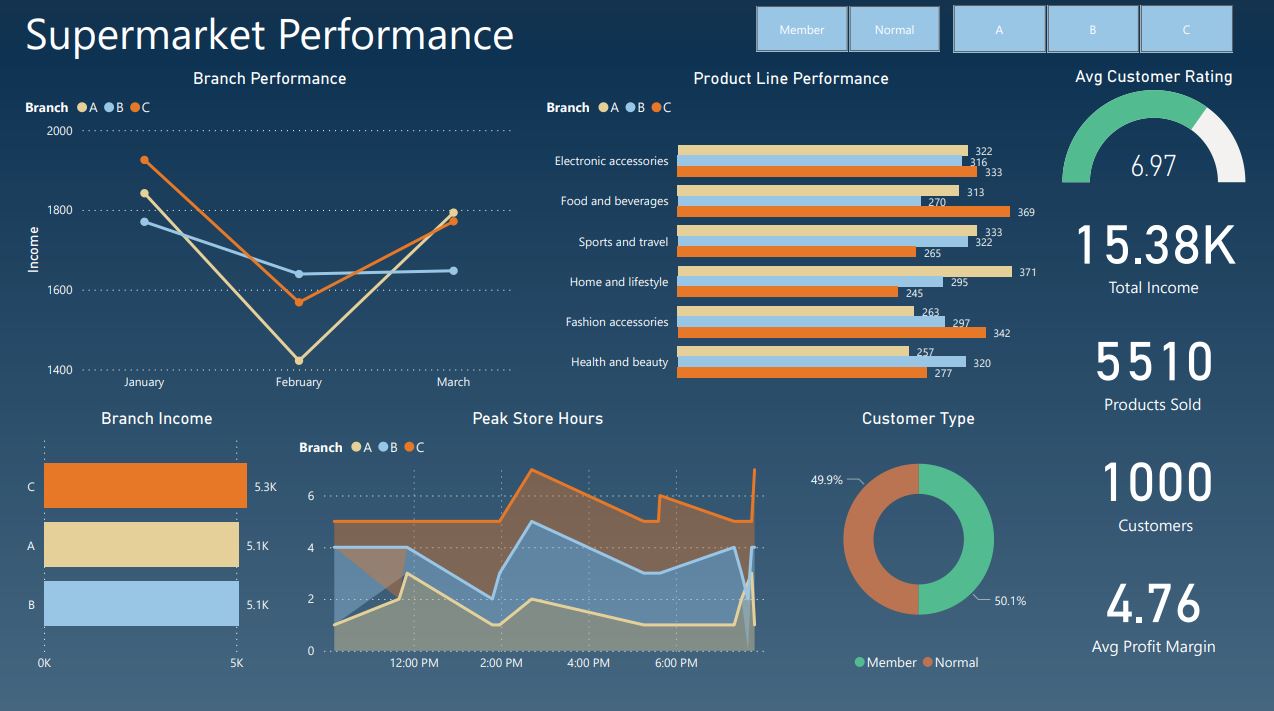 Supermarket Performance
Member Normal A B C
Branch Performance
Branch A B C
2000
1800
1600
1400
Income
January February March
Product Line Performance
Branch A B C
Electronic accessories 322 316 333
Food and beverages 313 270 369
Sports and travel 333 322 265
Home and lifestyle 371 295 245
Fashion accessories 263 297 342
Health and beauty 257 320 277
Avg Customer Rating
6.97
15.38K
Total Income
5510
Products Sold
1000
Customers
4.76
Avg Profit Margin
Branch Income
C 5.3K
A 5.1K
B 5.1K
0K 5K
Peak Store Hours
Branch A B C
6
4
2
0
12:00 PM 2:00 PM 4:00 PM 6:00 PM
Customer Type
49.9%
50.1%
Member Normal